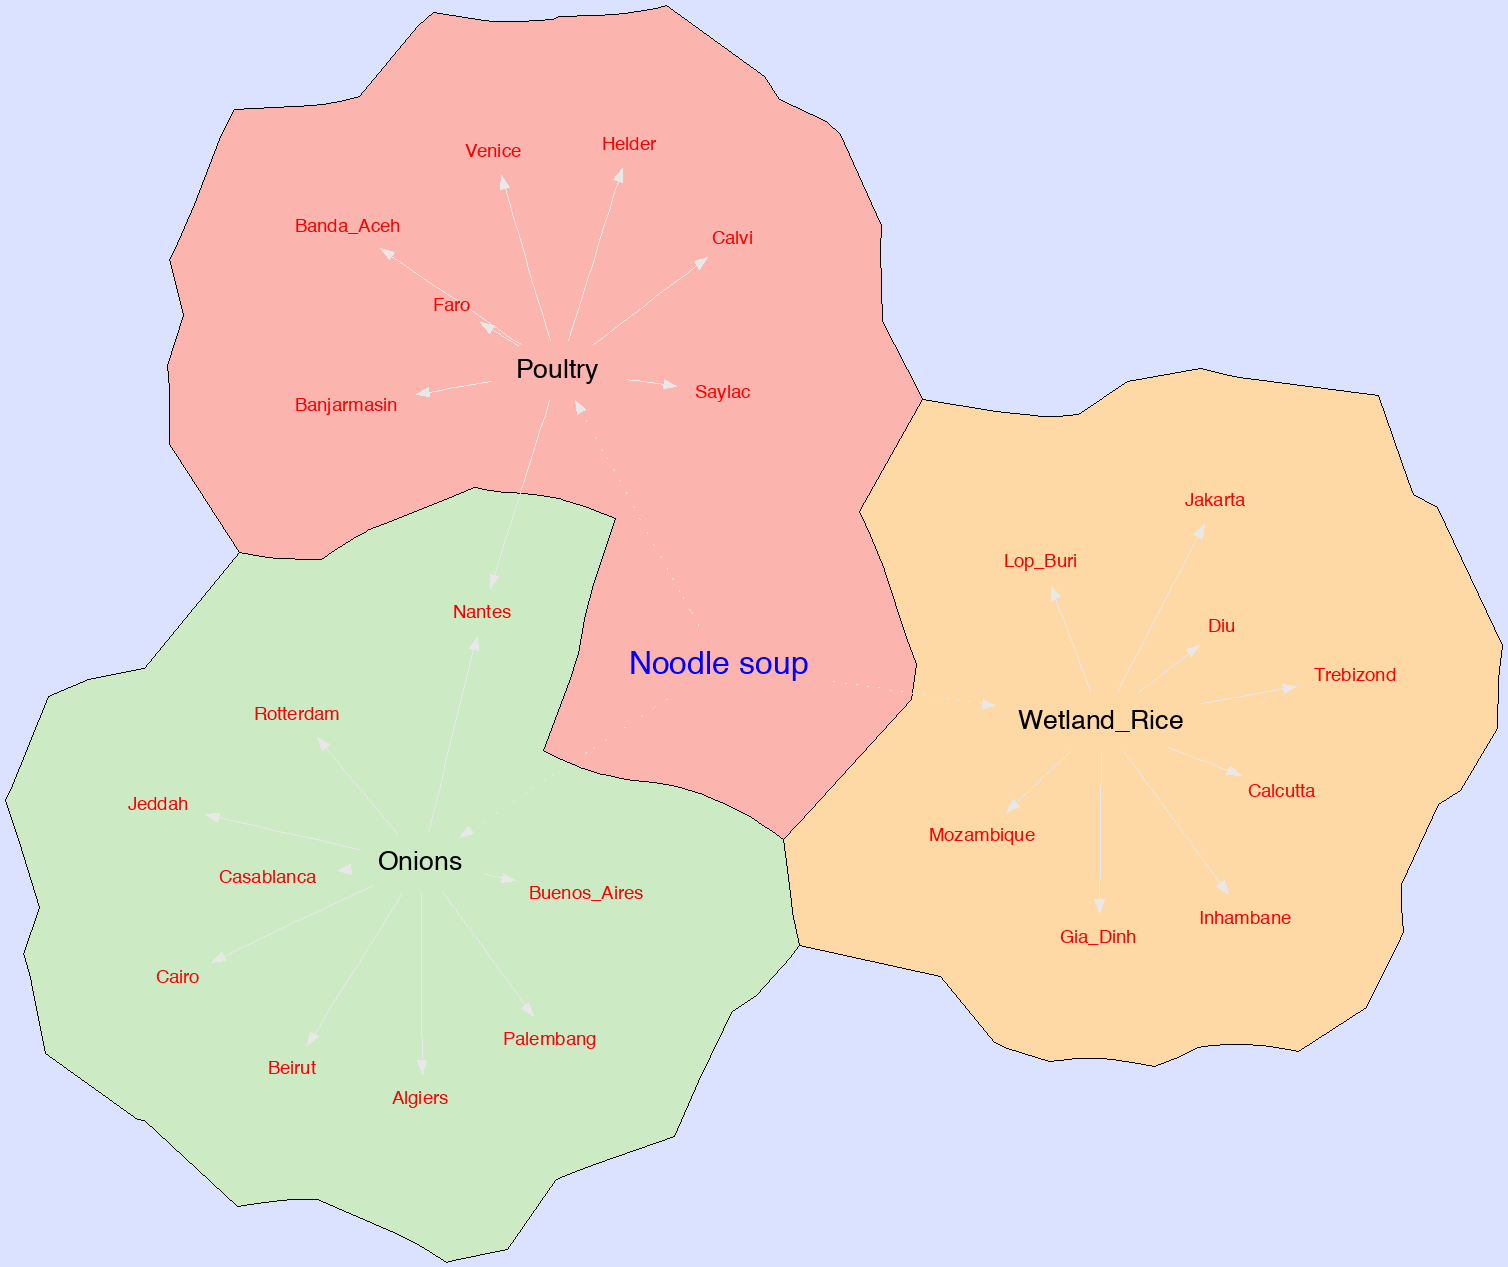 Helder
Venice
Banda_Aceh
Calvi
Faro
Poultry
Saylac
Banjarmasin
Jakarta
Lop_Buri
Nantes
Diu
Noodle soup
Trebizond
Rotterdam
Wetland_Rice
Calcutta
Jeddah
Mozambique
Onions
Casablanca
Buenos_Aires
Inhambane
Gia_Dinh
Cairo
Palembang
Beirut
Algiers